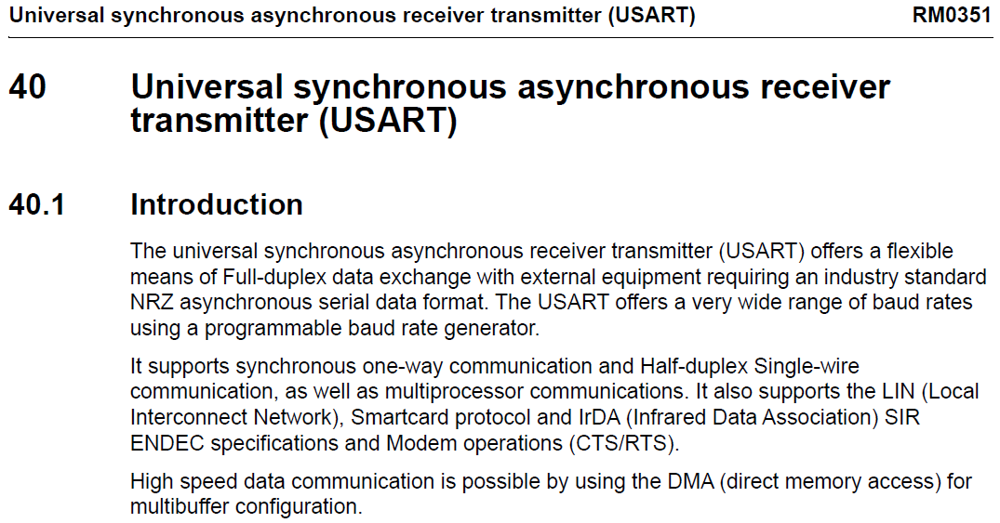 Universal synchronous asynchronous receiver transmitter (USART) RM0351
40 Universal synchronous asynchronous receiver
transmitter (USART)
40.1 Introduction
The universal synchronous asynchronous receiver transmitter (USART) offers a flexible
means of Full-duplex data exchange with external equipment requiring an industry standard
NRZ asynchronous serial data format. The USART offers a very wide range of baud rates
using a programmable baud rate generator.
It supports synchronous one-way communication and Half-duplex Single-wire
communication, as well as multiprocessor communications. It also supports the LIN (Local
Interconnect Network), Smartcard protocol and IrDA (Infrared Data Association) SIR
ENDEC specifications and Modem operations (CTS/RTS).
High speed data communication is possible by using the DMA (direct memory access) for
multibuffer configuration.